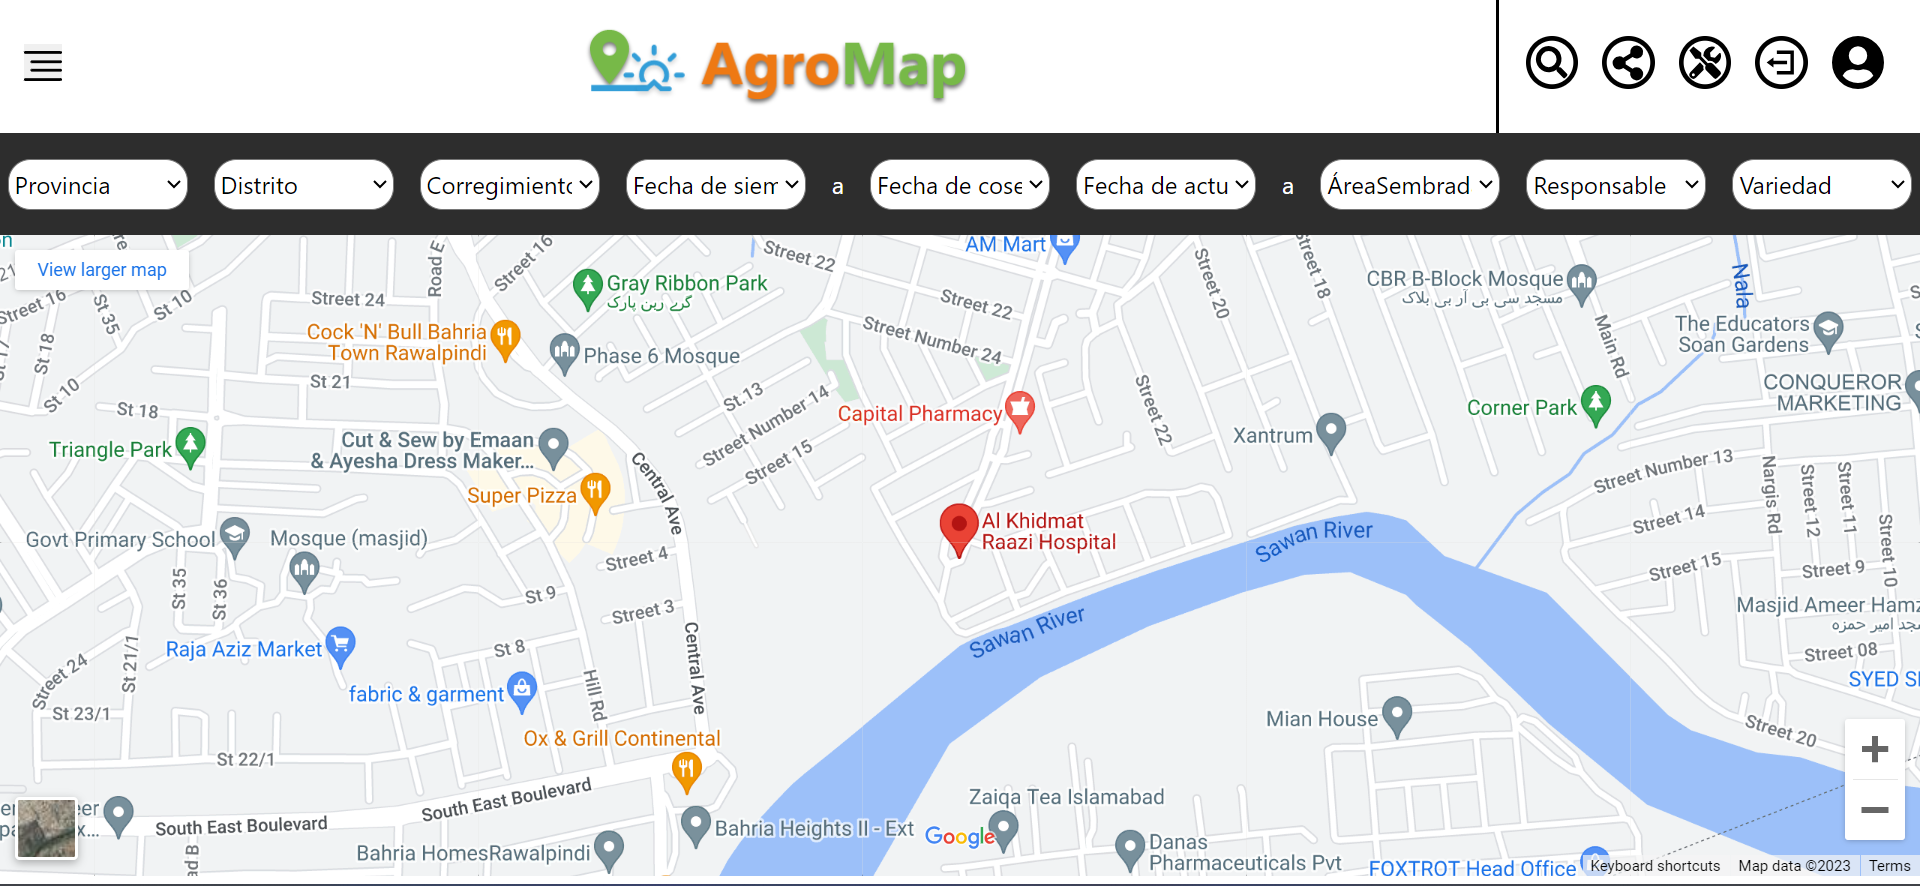 AgroMap
Provincia
Distrito
Corregimiento
Fecha de siem
a
Fecha de cose
Fecha de actu
a
ÁreaSembrad
Responsable
Variedad
View larger map
Street 16
St 35
St 10
Street 24
Road E
Street 16
Gray Ribbon Park
گرے ربن پارک
Street 22
AM Mart
Street 22
Street 20
Street 18
CBR B-Block Mosque
مسجد سی بی آر بی بلاک
Nala
Cock 'N' Bull Bahria
Town Rawalpindi
Phase 6 Mosque
Street Number 24
Main Rd
The Educators
Soan Gardens
St 18
St 21
St 10
St 18
St.13
Street Number 14
Street 15
Capital Pharmacy
Street 22
Xantrum
Corner Park
CONQUEROR
MARKETING
Triangle Park
Cut & Sew by Emaan
& Ayesha Dress Maker...
Super Pizza
Central Ave
Street Number 13
Nargis Rd
Street 12
Street 11
Street 10
Street 14
Govt Primary School
Mosque (masjid)
Al Khidmat
Raazi Hospital
Sawan River
Street 4
Street 15
Street 9
St 35
St 36
St 9
Street 3
Sawan River
Masjid Ameer Hamz
Raja Aziz Market
St 8
Central Ave
Street 08
Street 24
St 21/1
fabric & garment
Hill Rd
SYED S
St 23/1
Ox & Grill Continental
Mian House
Street 20
St 22/1
South East Boulevard
South East Boulevard
Zaiqa Tea Islamabad
Bahria Heights II - Ext
Google
Danas
Pharmaceuticals Pvt
Bahria HomesRawalpindi
FOXTROT Head Office
Keyboard shortcuts
Map data ©2023
Terms